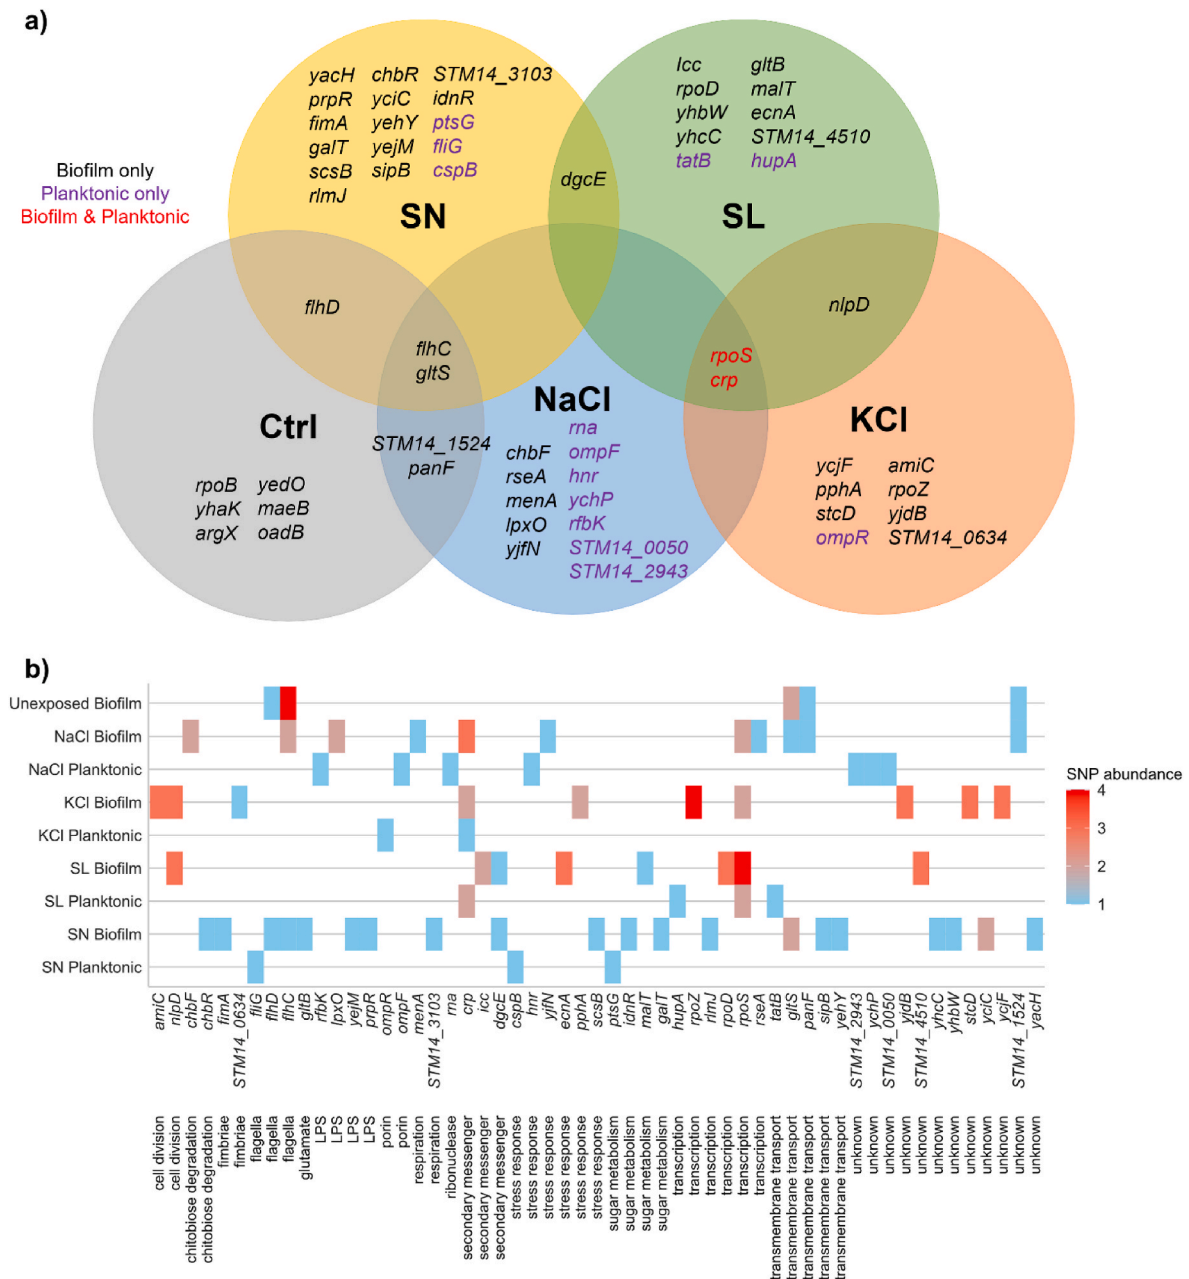 a)
Biofilm only
Planktonic only
Biofilm & Planktonic
yacH chbR STM14_3103
prpR yciC idnR
fimA yehY ptsG
galT yejM fliG
scsB sipB cspB
rlmJ
SN
Icc gltB
rpoD malT
yhbW ecnA
yhcC STM14_4510
tatB hupA
SL
dgcE
flhD
flhC
gltS
nlpD
rpoS
crp
Ctrl
rpoB yedO
yhaK maeB
argX oadB
STM14_1524
panF
NaCl
rna
chbF ompF
rseA hnr
menA ychP
lpxO rfbK
yjfN STM14_0050
STM14_2943
KCl
ycjF amiC
pphA rpoZ
stcD yjdB
ompR STM14_0634
b)
Unexposed Biofilm
NaCl Biofilm
NaCl Planktonic
KCl Biofilm
KCl Planktonic
SL Biofilm
SL Planktonic
SN Biofilm
SN Planktonic
SNP abundance
4
3
2
1
amiC
nlpD
chbF
chbR
fimA
STM14_0634
fliG
flhD
flhC
gltB
rfbK
lpxO
yejM
prpR
ompR
ompF
menA
STM14_3103
rna
crp
icc
dgcE
cspB
hnr
yjfN
ecnA
pphA
scsB
ptsG
idnR
malT
galT
hupA
rpoZ
rlmJ
rpoD
rpoS
rseA
tatB
gltS
panF
sipB
yehY
STM14_2943
ychP
STM14_0050
yjdB
STM14_4510
yhcC
yhbW
stcD
yciC
ycjF
STM14_1524
yacH
cell division
cell division
chitobiose degradation
chitobiose degradation
fimbriae
fimbriae
flagella
flagella
flagella
glutamate
LPS
LPS
LPS
LPS
porin
porin
respiration
respiration
ribonuclease
secondary messenger
secondary messenger
secondary messenger
stress response
stress response
stress response
stress response
stress response
stress response
sugar metabolism
sugar metabolism
sugar metabolism
sugar metabolism
transcription
transcription
transcription
transcription
transcription
transcription
transmembrane transport
transmembrane transport
transmembrane transport
transmembrane transport
transmembrane transport
unknown
unknown
unknown
unknown
unknown
unknown
unknown
unknown
unknown
unknown
unknown
unknown